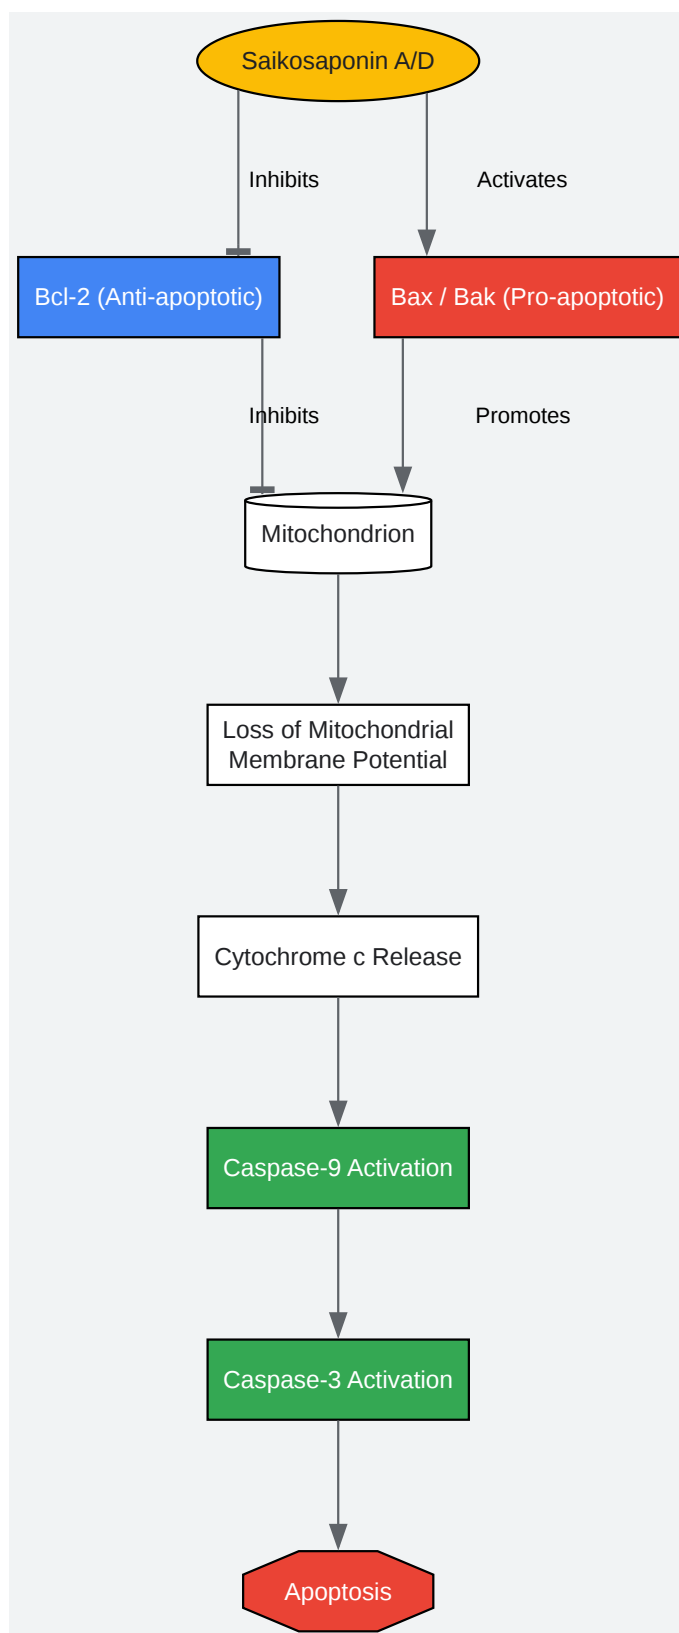 Saikosaponin A/D
Inhibits
Activates
Bcl-2 (Anti-apoptotic)
Bax / Bak (Pro-apoptotic)
Inhibits
Promotes
Mitochondrion
Loss of Mitochondrial
Membrane Potential
Cytochrome c Release
Caspase-9 Activation
Caspase-3 Activation
Apoptosis